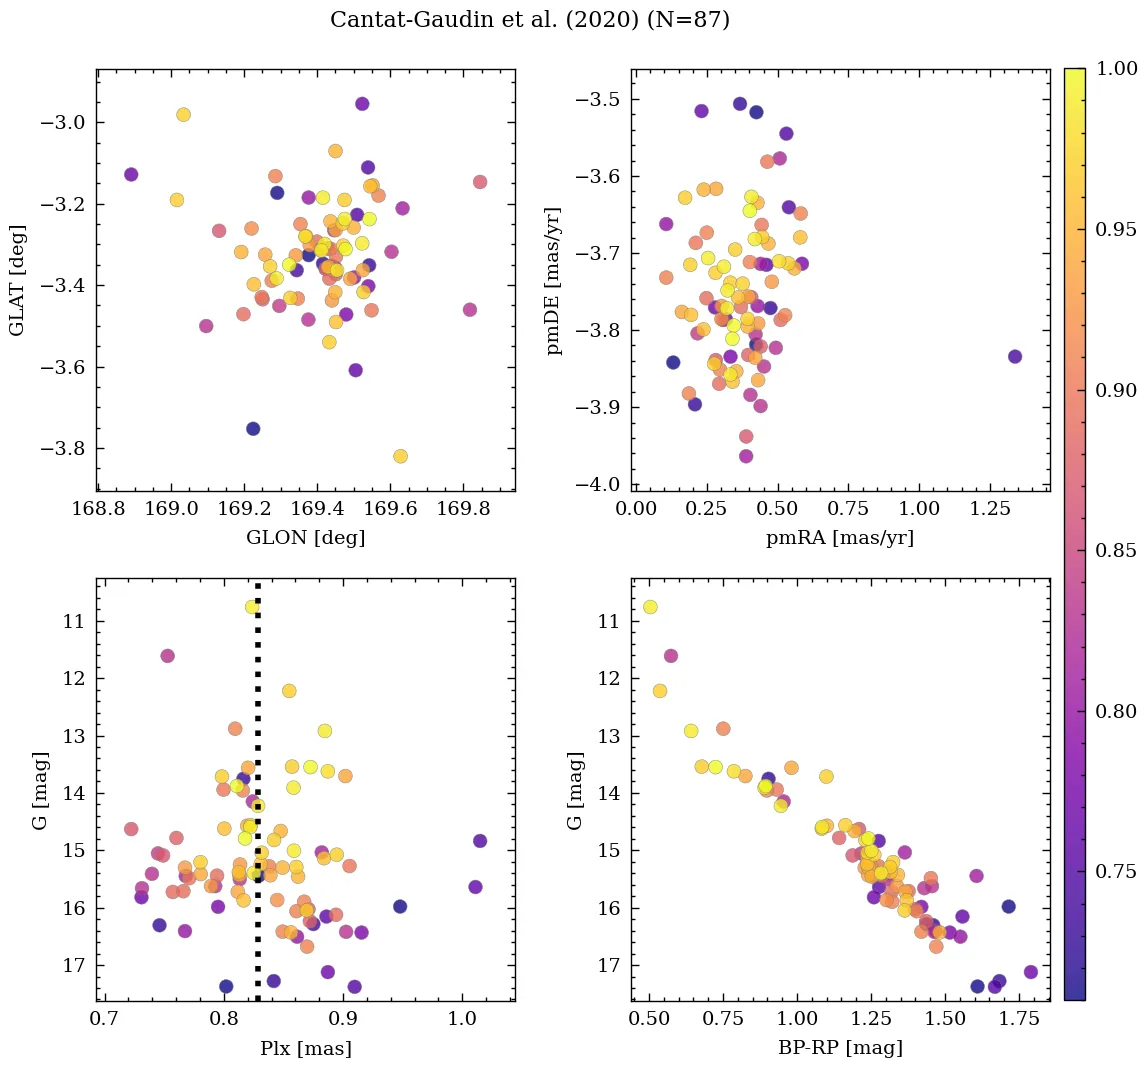 Cantat-Gaudin et al. (2020) (N=87)
−3.0
−3.2
−3.4
−3.6
−3.8
GLAT [deg]
168.8 169.0 169.2 169.4 169.6 169.8
GLON [deg]
−3.5
−3.6
−3.7
−3.8
−3.9
−4.0
pmDE [mas/yr]
0.00 0.25 0.50 0.75 1.00 1.25
pmRA [mas/yr]
1.00
0.95
0.90
0.85
0.80
0.75
11
12
13
14
15
16
17
G [mag]
0.7 0.8 0.9 1.0
Plx [mas]
11
12
13
14
15
16
17
G [mag]
0.50 0.75 1.00 1.25 1.50 1.75
BP-RP [mag]